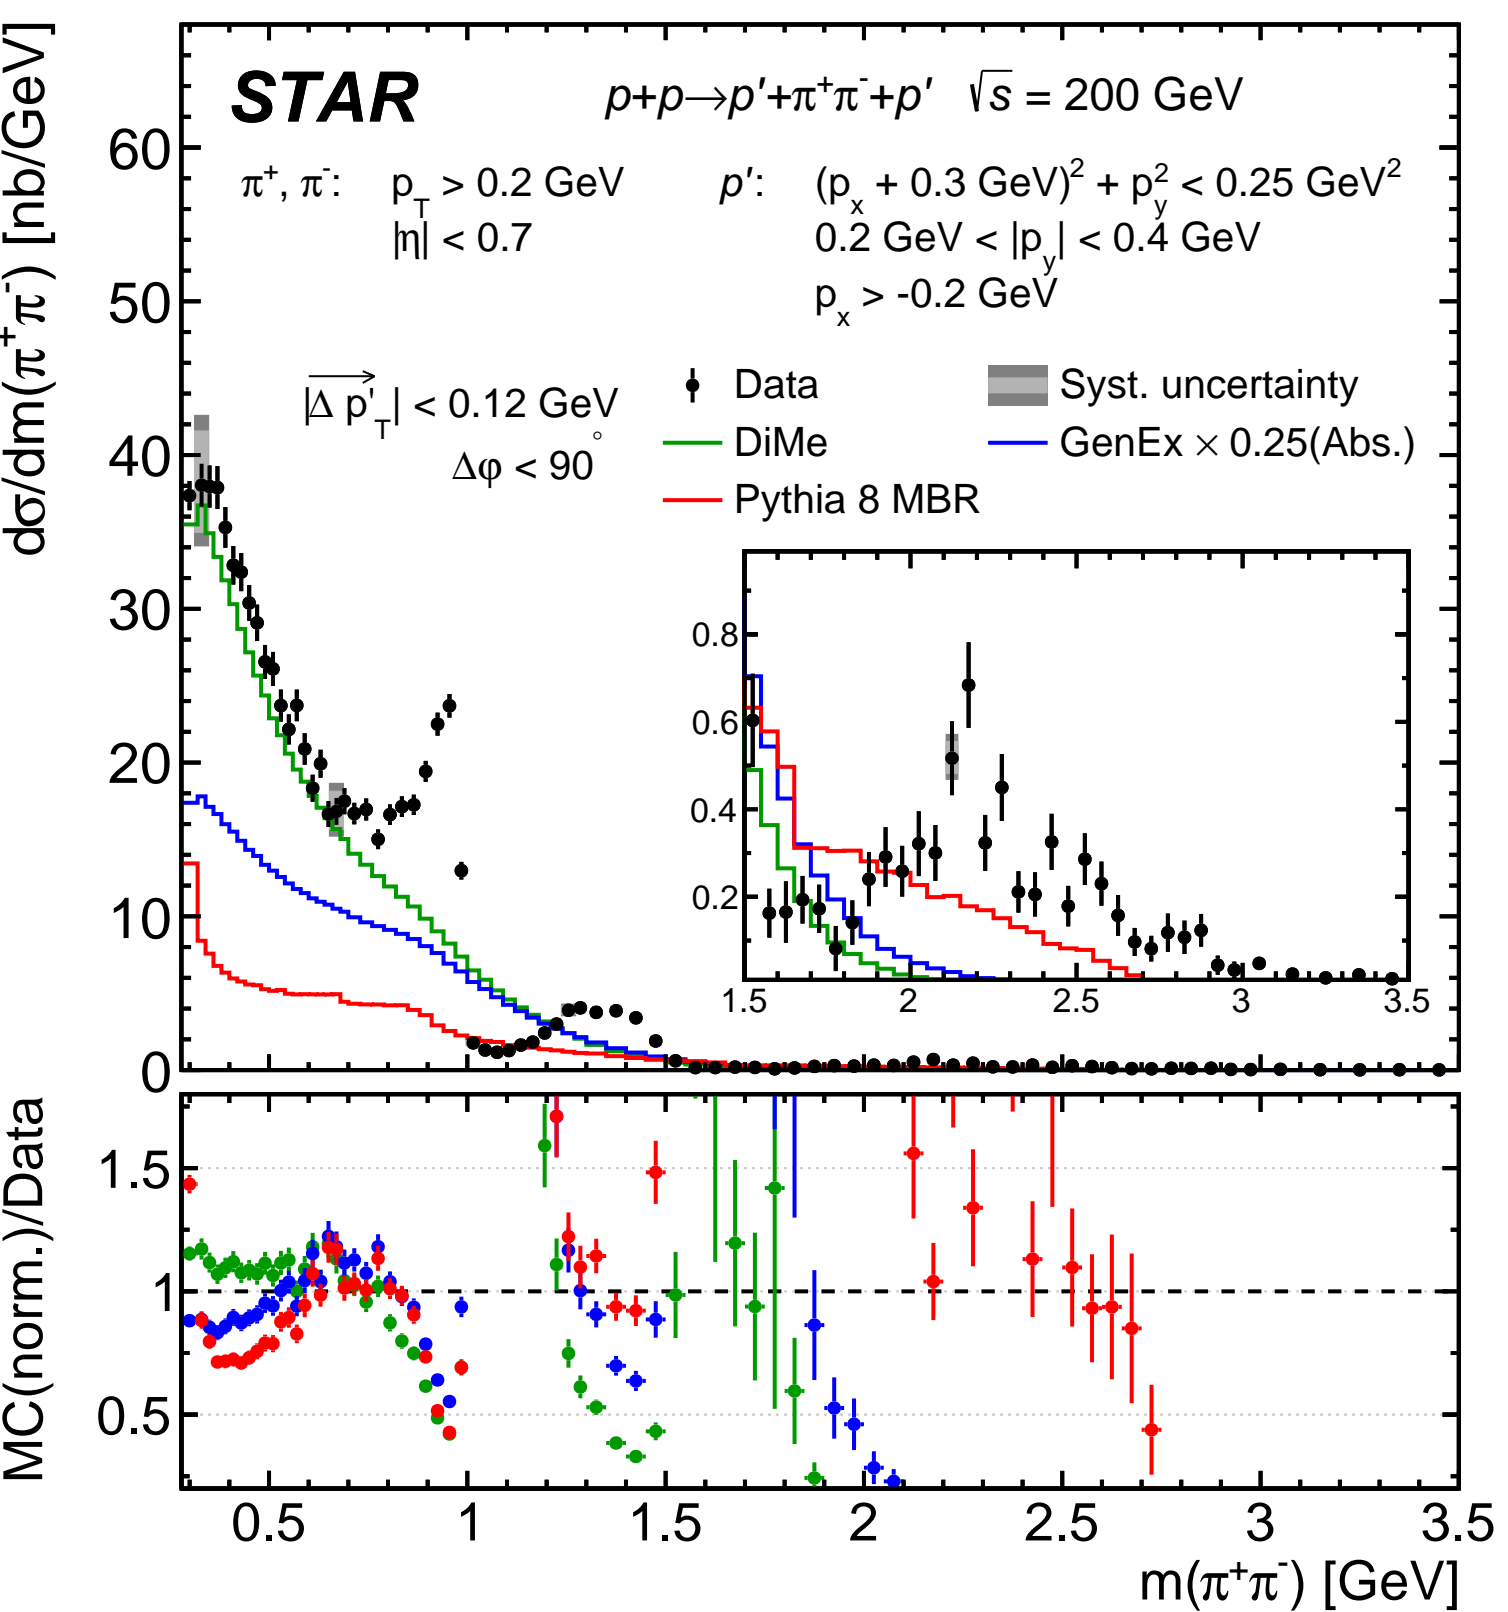 STAR p+p→p′+π⁺π⁻+p′ √s = 200 GeV
π⁺, π⁻: p_T > 0.2 GeV p′: (p_x + 0.3 GeV)² + p_y² < 0.25 GeV²
|η| < 0.7 0.2 GeV < |p_y| < 0.4 GeV
p_x > -0.2 GeV
|Δ p'_T| < 0.12 GeV
Δφ < 90°
Data Syst. uncertainty
DiMe GenEx × 0.25(Abs.)
Pythia 8 MBR
dσ/dm(π⁺π⁻) [nb/GeV]
60
50
40
30
20
10
0
0.8
0.6
0.4
0.2
1.5 2 2.5 3 3.5
MC(norm.)/Data
1.5
1
0.5
0.5 1 1.5 2 2.5 3 3.5
m(π⁺π⁻) [GeV]